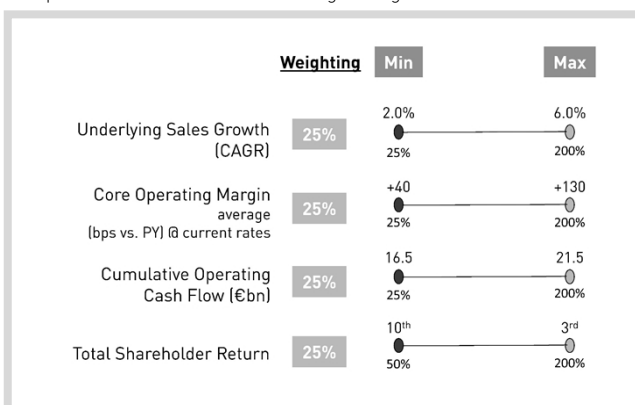 Weighting Min Max
2.0% 6.0%
Underlying Sales Growth 25%
(CAGR) 25% 200%
+40 +130
Core Operating Margin
average 25%
(bps vs. PY) @ current rates 25% 200%
16.5 21.5
Cumulative Operating 25%
Cash Flow (€bn) 25% 200%
10th 3rd
Total Shareholder Return 25%
50% 200%